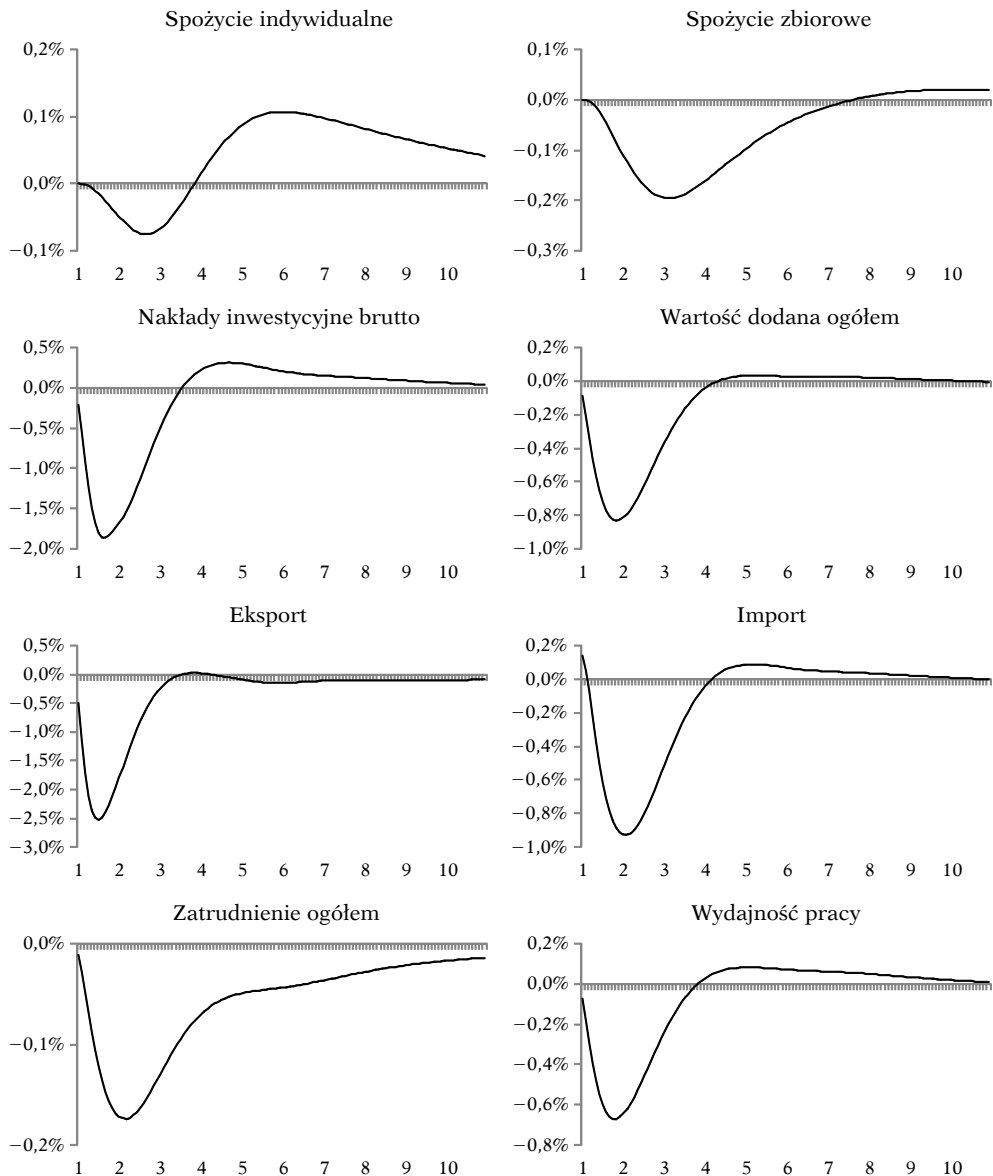 Spożycie indywidualne
0,2%
0,1%
0,0%
−0,1%
1 2 3 4 5 6 7 8 9 10
Spożycie zbiorowe
0,1%
0,0%
−0,1%
−0,2%
−0,3%
1 2 3 4 5 6 7 8 9 10
Nakłady inwestycyjne brutto
0,5%
0,0%
−0,5%
−1,0%
−1,5%
−2,0%
1 2 3 4 5 6 7 8 9 10
Wartość dodana ogółem
0,2%
0,0%
−0,2%
−0,4%
−0,6%
−0,8%
−1,0%
1 2 3 4 5 6 7 8 9 10
Eksport
0,5%
0,0%
−0,5%
−1,0%
−1,5%
−2,0%
−2,5%
−3,0%
1 2 3 4 5 6 7 8 9 10
Import
0,2%
0,0%
−0,2%
−0,4%
−0,6%
−0,8%
−1,0%
1 2 3 4 5 6 7 8 9 10
Zatrudnienie ogółem
0,0%
−0,1%
−0,2%
1 2 3 4 5 6 7 8 9 10
Wydajność pracy
0,2%
0,0%
−0,2%
−0,4%
−0,6%
−0,8%
1 2 3 4 5 6 7 8 9 10